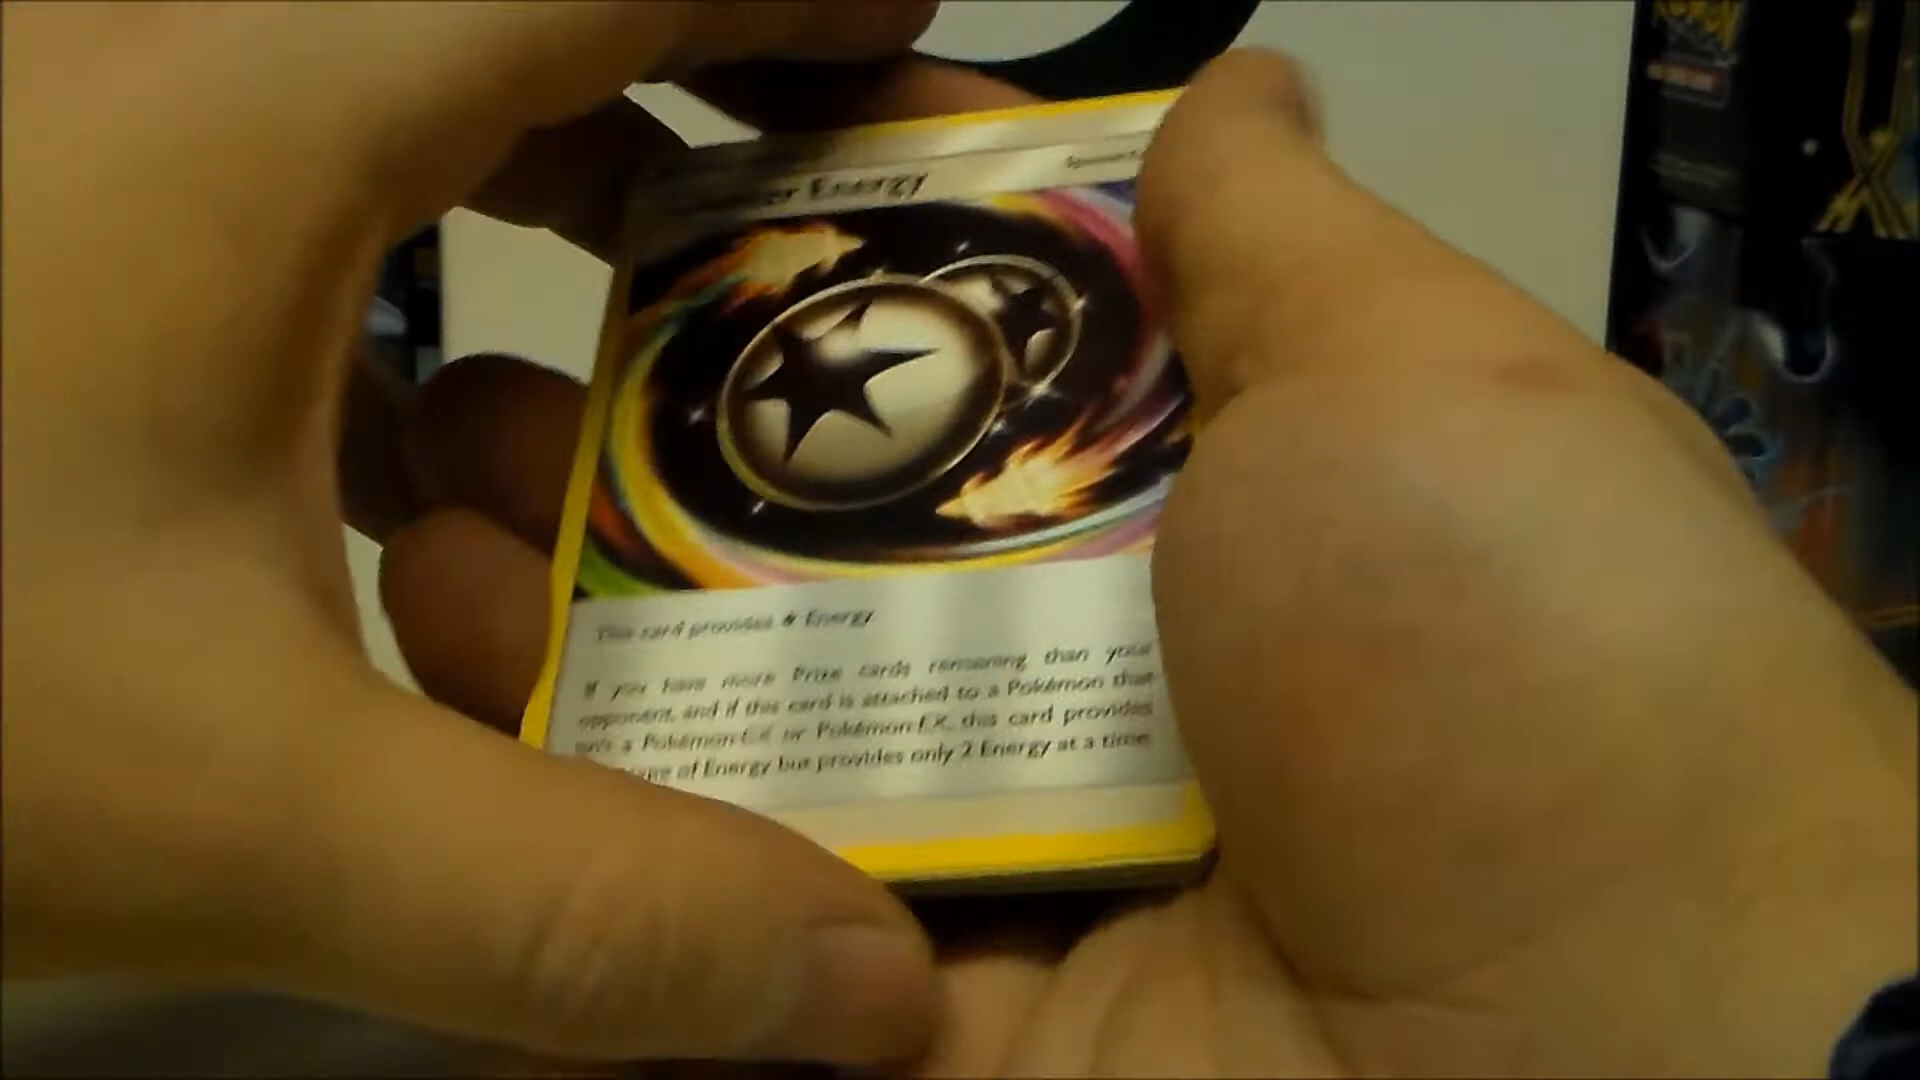 Energy
This card provides Energy
If you have more Prize cards remaining than your
opponent, and if this card is attached to a Pokémon that
isn't a Pokémon-GX or Pokémon-EX, this card provides
type of Energy but provides only 2 Energy at a time.